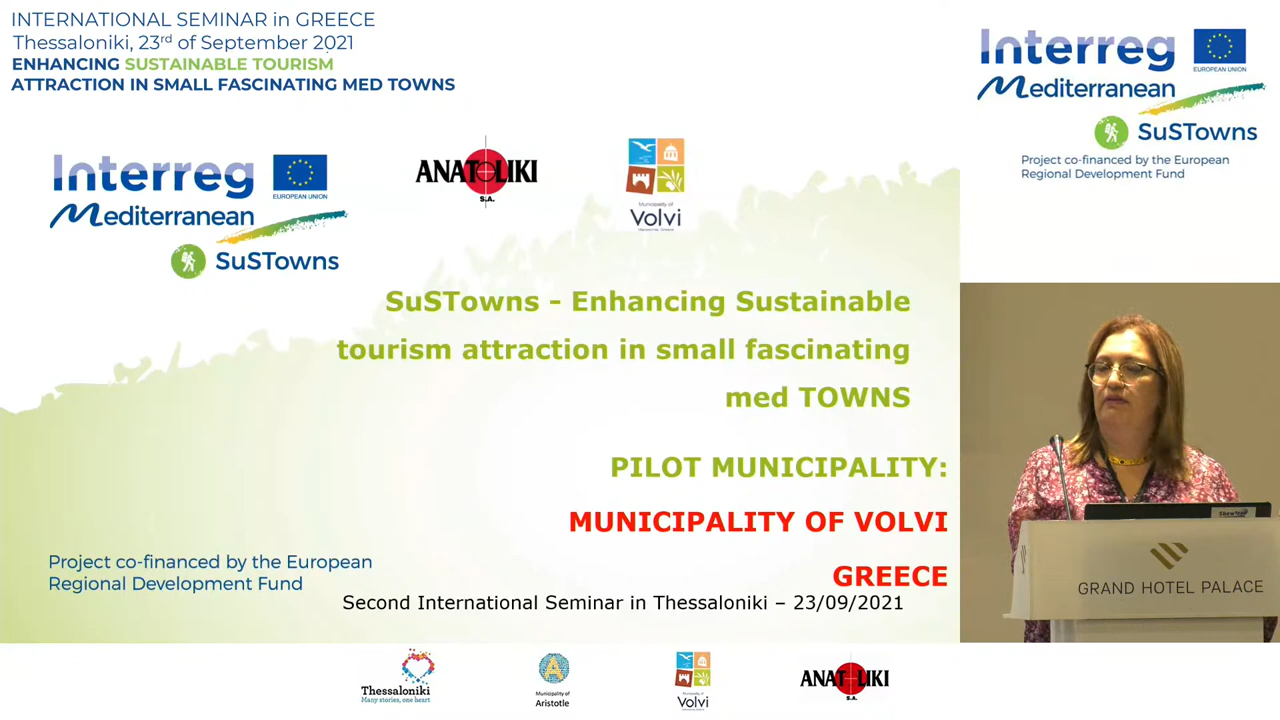 INTERNATIONAL SEMINAR in GREECE
Thessaloniki, 23rd of September 2021
ENHANCING SUSTAINABLE TOURISM
ATTRACTION IN SMALL FASCINATING MED TOWNS
Interreg
EUROPEAN UNION
Mediterranean
SuSTowns
Project co-financed by the European
Regional Development Fund
Interreg
EUROPEAN UNION
Mediterranean
SuSTowns
ANATOLIKI
S.A.
Municipality of
Volvi
SuSTowns - Enhancing Sustainable
tourism attraction in small fascinating
med TOWNS
PILOT MUNICIPALITY:
MUNICIPALITY OF VOLVI
GREECE
Project co-financed by the European
Regional Development Fund
Second International Seminar in Thessaloniki – 23/09/2021
GRAND HOTEL PALACE
Thessaloniki
Many stories, one heart
Municipality of
Aristotle
Municipality of
Volvi
ANATOLIKI
S.A.